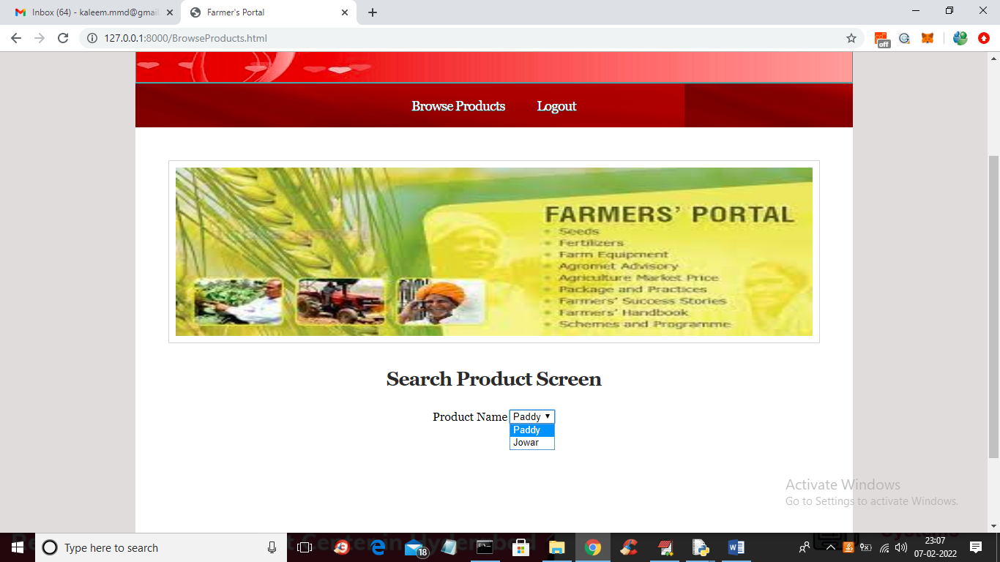 Inbox (64) - kaleem.mmd@gmai
Farmer's Portal
127.0.0.1:8000/BrowseProducts.html
off
Browse Products
Logout
FARMERS' PORTAL
Seeds
Fertilizers
Farm Equipment
Agromet Advisory
Agriculture Market Price
Package and Practices
Farmers' Success Stories
Farmers' Handbook
Schemes and Programme
Search Product Screen
Product Name
Paddy
Paddy
Jowar
Activate Windows
Go to Settings to activate Windows.
Type here to search
18
23:07
07-02-2022